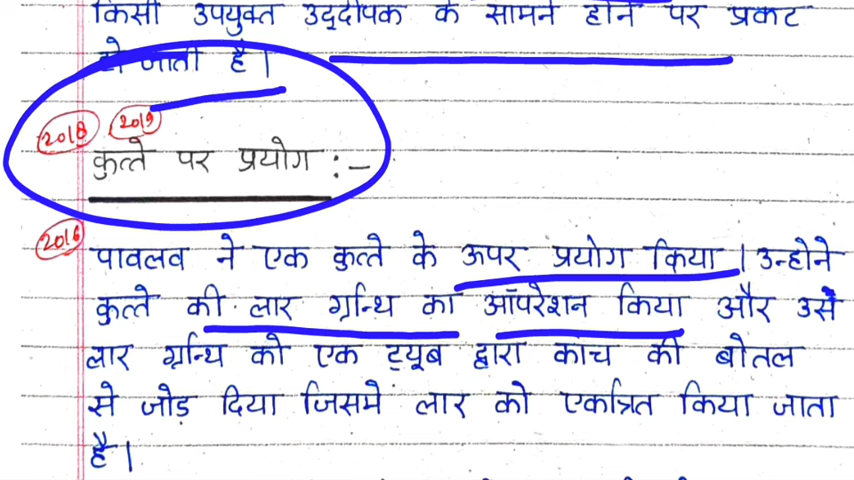 किसी उपयुक्त उद्दीपक के सामने होने पर प्रकट
हो जाती है।
2018 2019
कुत्ते पर प्रयोग :-
2016
पावलव ने एक कुत्ते के ऊपर प्रयोग किया। उन्होने
कुत्ते की लार ग्रन्थि का ऑपरेशन किया और उसे
लार ग्रन्थि को एक ट्यूब द्वारा कांच की बोतल
से जोड़ दिया जिसमे लार को एकत्रित किया जाता
है।